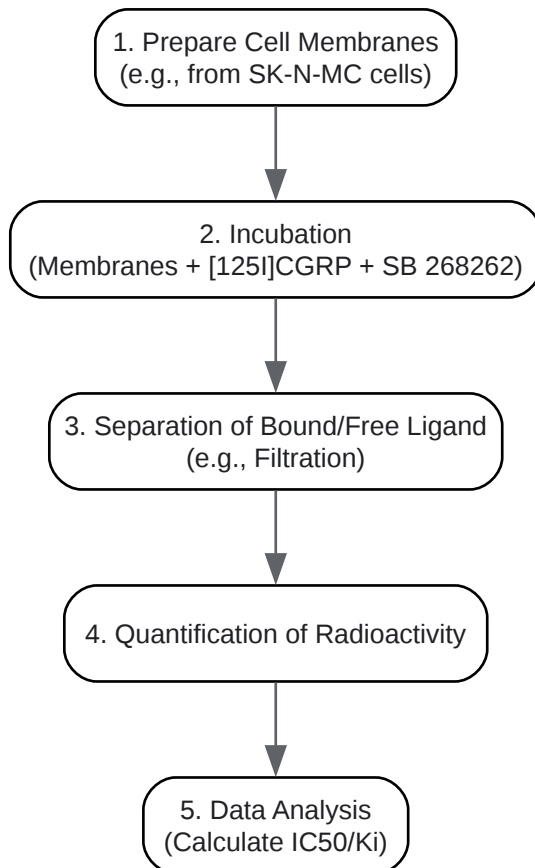 1. Prepare Cell Membranes
(e.g., from SK-N-MC cells)
2. Incubation
(Membranes + [125I]CGRP + SB 268262)
3. Separation of Bound/Free Ligand
(e.g., Filtration)
4. Quantification of Radioactivity
5. Data Analysis
(Calculate IC50/Ki)